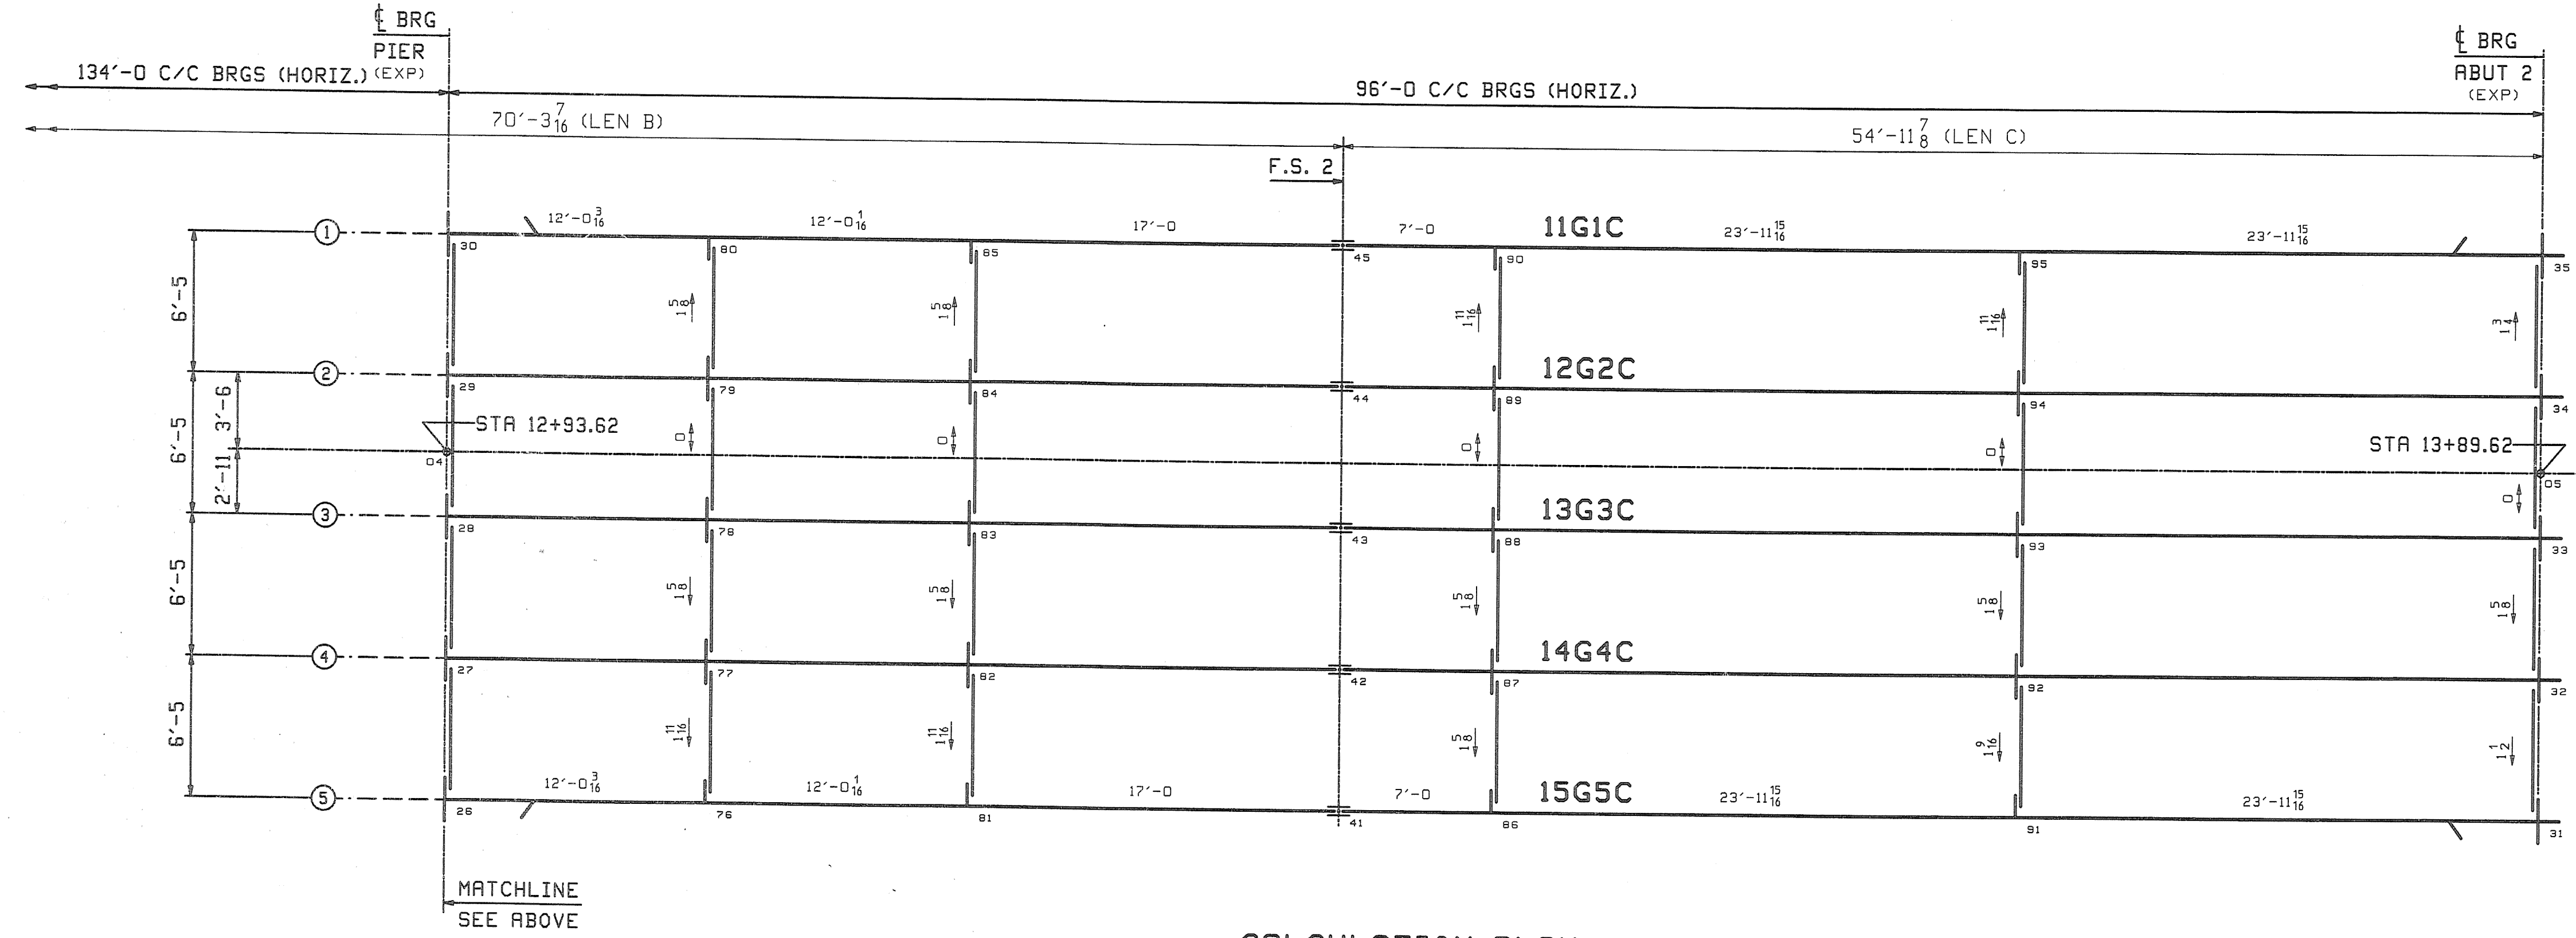 ℄ BRG
PIER
(EXP)
℄ BRG
ABUT 2
(EXP)
134'-0 C/C BRGS (HORIZ.)
96'-0 C/C BRGS (HORIZ.)
70'-3 7/16 (LEN B)
54'-11 7/8 (LEN C)
F.S. 2
1 12'-0 3/16 12'-0 1/16 17'-0 7'-0 11G1C 23'-11 15/16 23'-11 15/16
30 80 85 45 90 95 35
6'-5 1 5/8 1 5/8 1 11/16 1 11/16 1 3/4
2 12G2C
29 79 84 44 89 94 34
6'-5 3'-6 STA 12+93.62 0 0 0 0 STA 13+89.62
04 05
2'-11 0
3 13G3C
28 78 83 43 88 93 33
6'-5 1 5/8 1 5/8 1 5/8 1 5/8 1 5/8
4 14G4C
27 77 82 42 87 92 32
6'-5 1 11/16 1 11/16 1 5/8 1 9/16 1 1/2
5 12'-0 3/16 12'-0 1/16 17'-0 7'-0 15G5C 23'-11 15/16 23'-11 15/16
26 76 81 41 86 91 31
MATCHLINE
SEE ABOVE